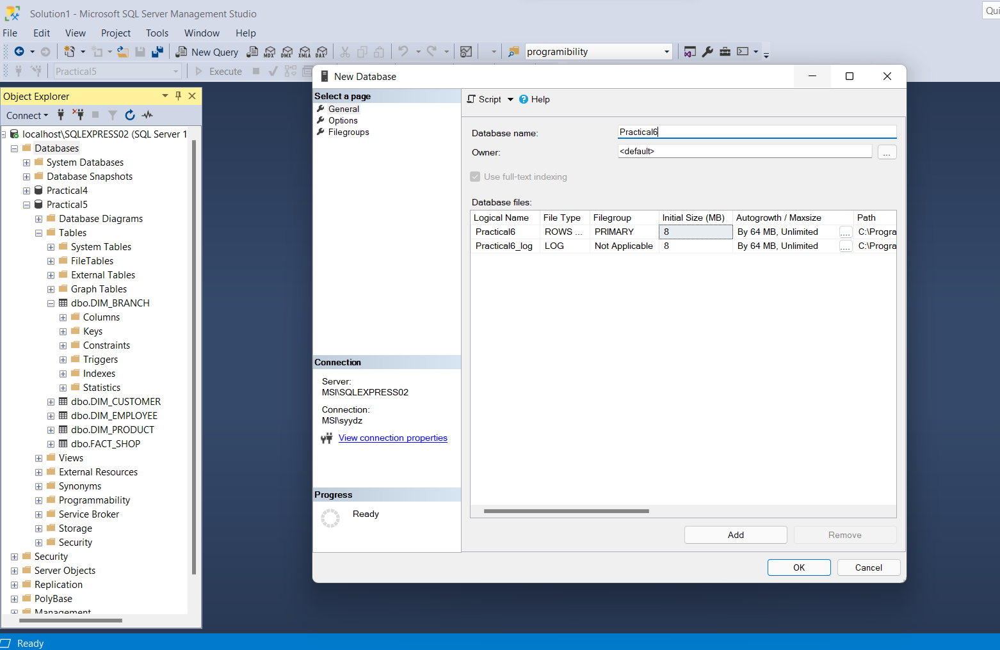 Solution1 - Microsoft SQL Server Management Studio
Qui
File Edit View Project Tools Window Help
New Query MDX DMX XMLA DAX programibility
Practical5 Execute
Object Explorer
Connect
localhost\SQLEXPRESS02 (SQL Server 1
Databases
System Databases
Database Snapshots
Practical4
Practical5
Database Diagrams
Tables
System Tables
FileTables
External Tables
Graph Tables
dbo.DIM_BRANCH
Columns
Keys
Constraints
Triggers
Indexes
Statistics
dbo.DIM_CUSTOMER
dbo.DIM_EMPLOYEE
dbo.DIM_PRODUCT
dbo.FACT_SHOP
Views
External Resources
Synonyms
Programmability
Service Broker
Storage
Security
Security
Server Objects
Replication
PolyBase
Management
New Database
Select a page
General
Options
Filegroups
Connection
Server:
MSI\SQLEXPRESS02
Connection:
MSI\syydz
View connection properties
Progress
Ready
Script Help
Database name: Practical6
Owner: <default> ...
Use full-text indexing
Database files:
Logical Name File Type Filegroup Initial Size (MB) Autogrowth / Maxsize Path
Practical6 ROWS ... PRIMARY 8 By 64 MB, Unlimited .... C:\Progra
Practical6_log LOG Not Applicable 8 By 64 MB, Unlimited .... C:\Progra
Add Remove
OK Cancel
Ready